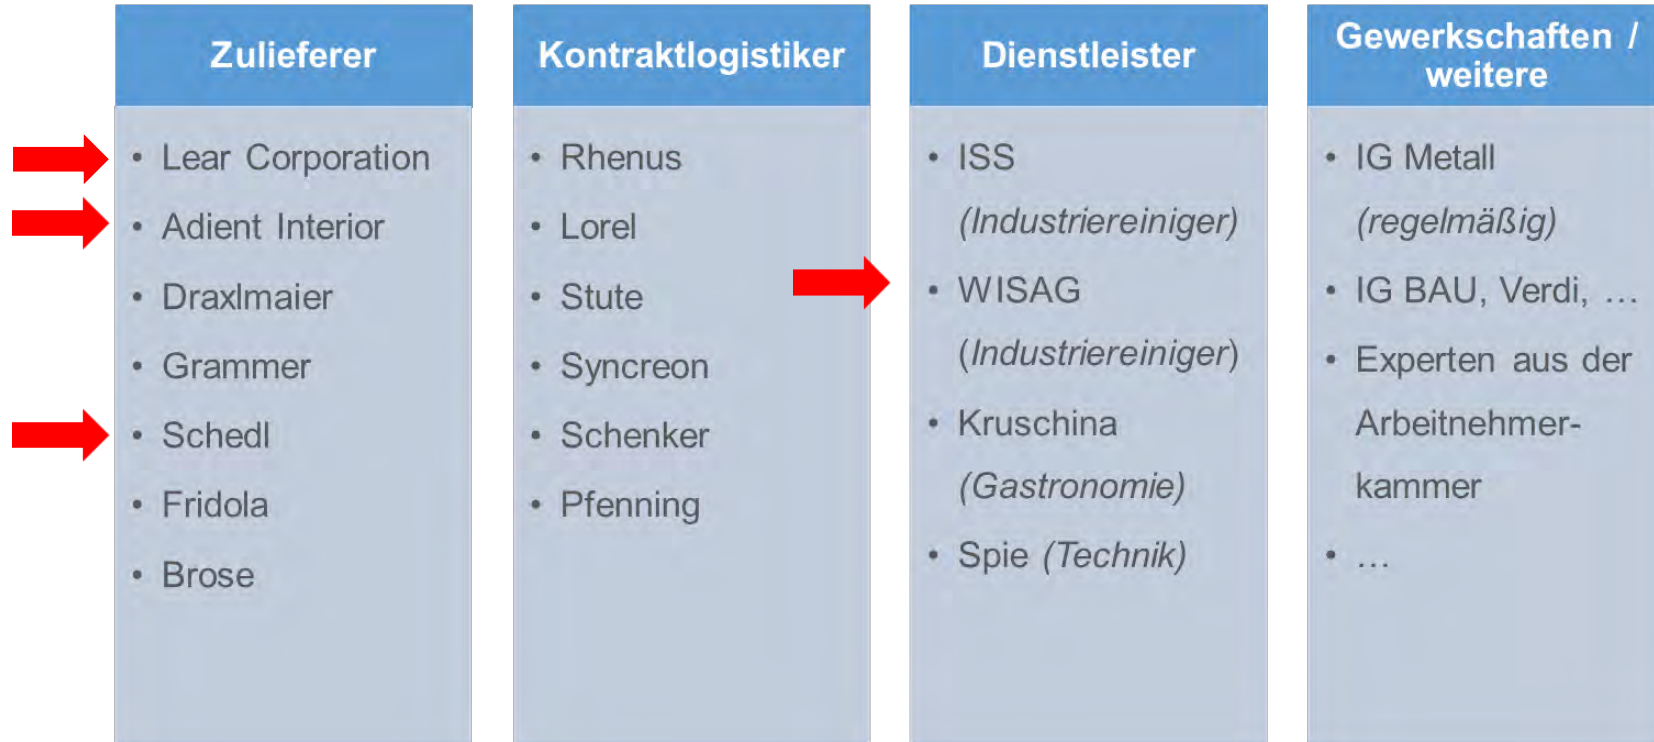 Zulieferer
• Lear Corporation
• Adient Interior
• Draxlmaier
• Grammer
• Schedl
• Fridola
• Brose
Kontraktlogistiker
• Rhenus
• Lorel
• Stute
• Syncreon
• Schenker
• Pfenning
Dienstleister
• ISS
(Industriereiniger)
• WISAG
(Industriereiniger)
• Kruschina
(Gastronomie)
• Spie (Technik)
Gewerkschaften /
weitere
• IG Metall
(regelmäßig)
• IG BAU, Verdi, …
• Experten aus der
Arbeitnehmer-
kammer
• …